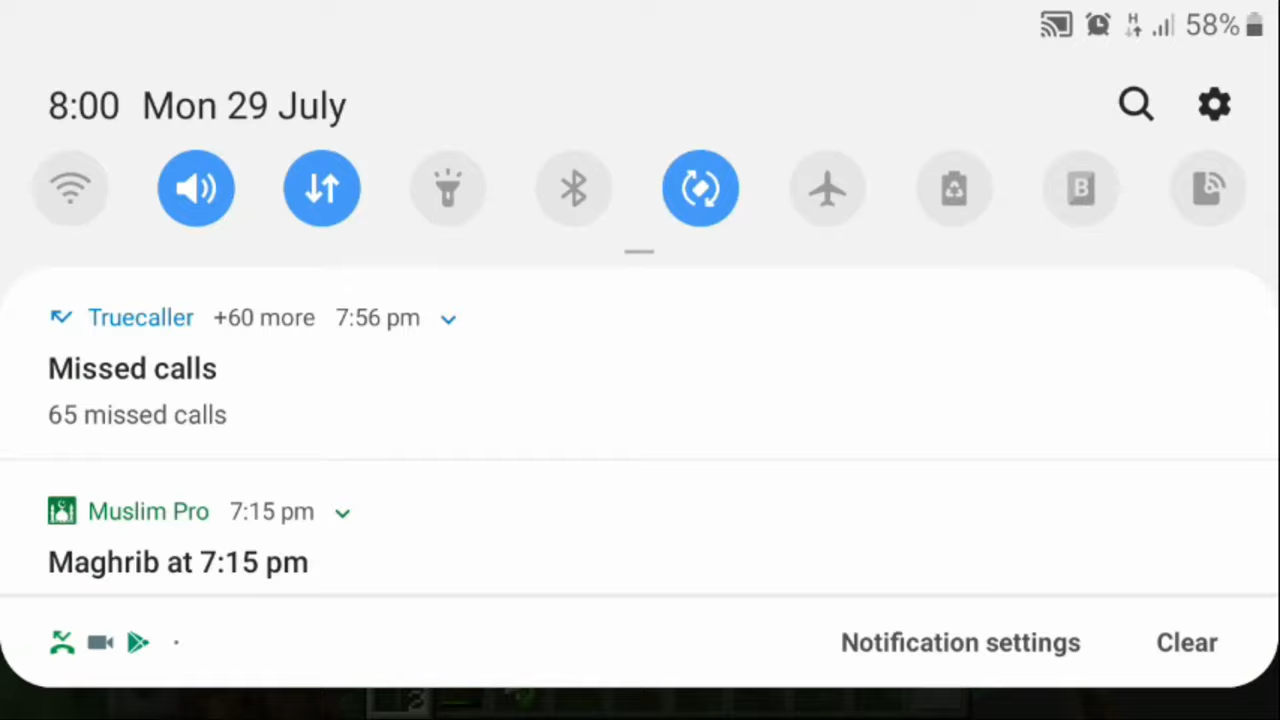 H 58%
8:00 Mon 29 July
B
Truecaller +60 more 7:56 pm
Missed calls
65 missed calls
Muslim Pro 7:15 pm
Maghrib at 7:15 pm
Notification settings Clear